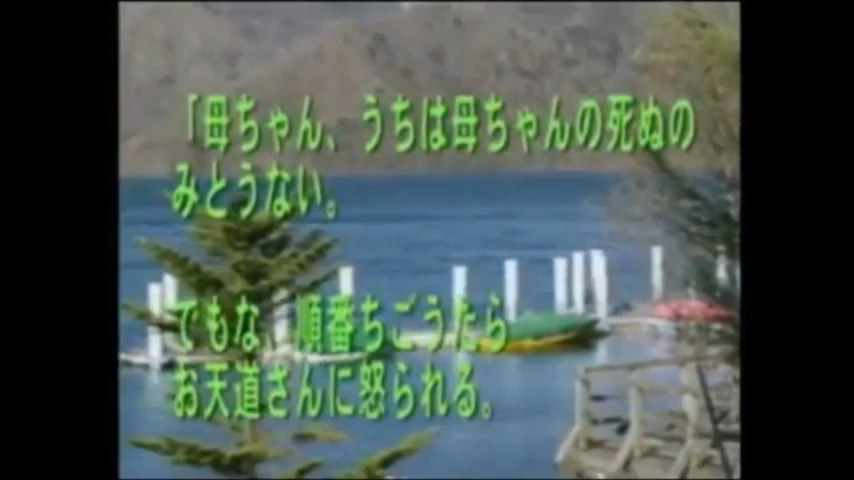 「母ちゃん、うちは母ちゃんの死ぬの
みとうない。
でもな、順番ちごうたら
お天道さんに怒られる。